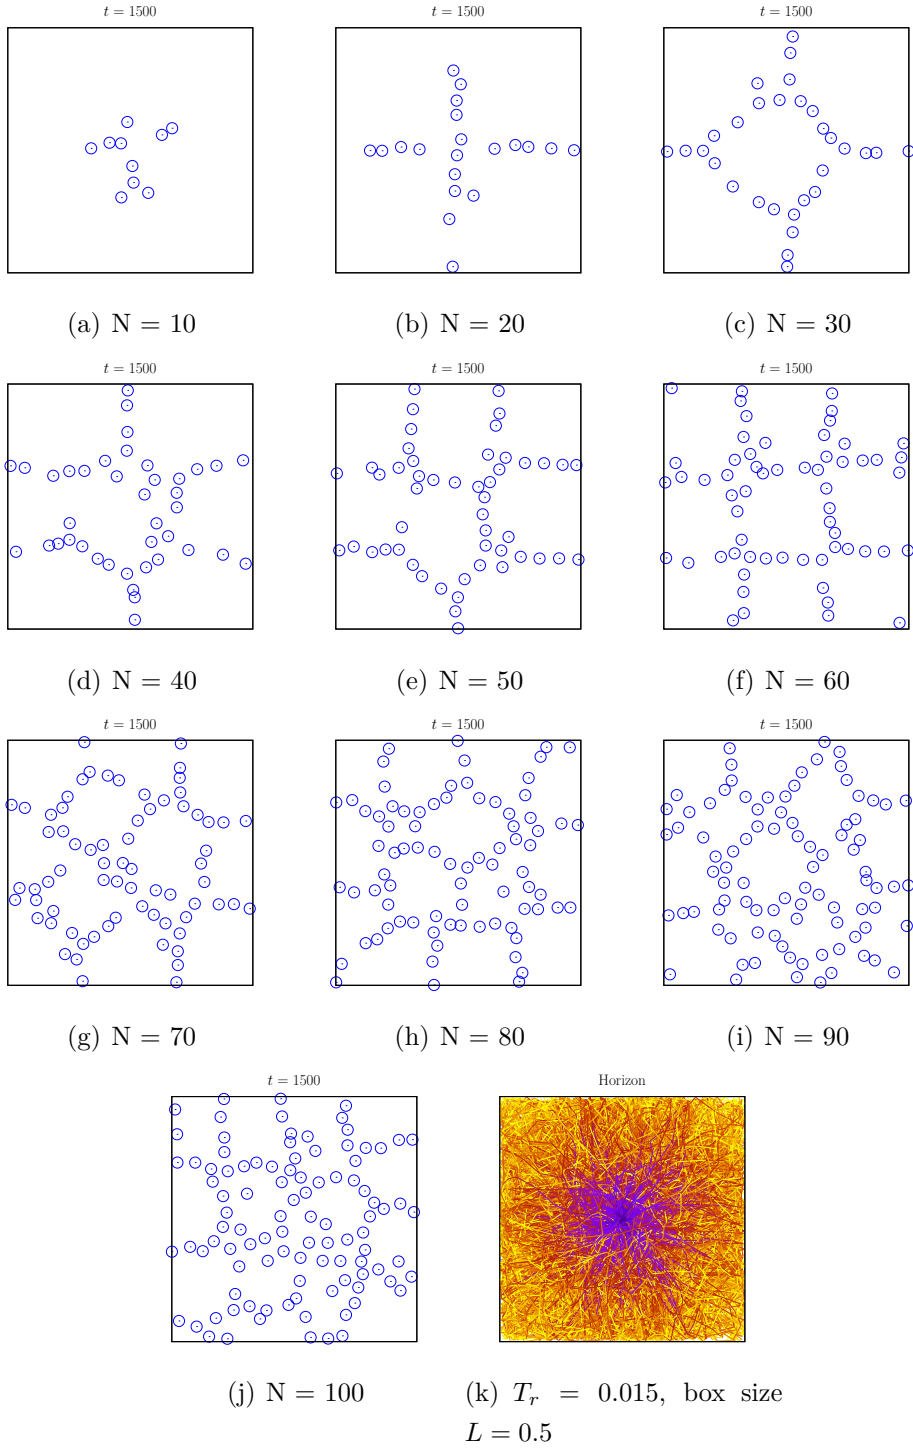 t = 1500 t = 1500 t = 1500
(a) N = 10 (b) N = 20 (c) N = 30
t = 1500 t = 1500 t = 1500
(d) N = 40 (e) N = 50 (f) N = 60
t = 1500 t = 1500 t = 1500
(g) N = 70 (h) N = 80 (i) N = 90
t = 1500 Horizon
(j) N = 100 (k) T_r = 0.015, box size
L = 0.5